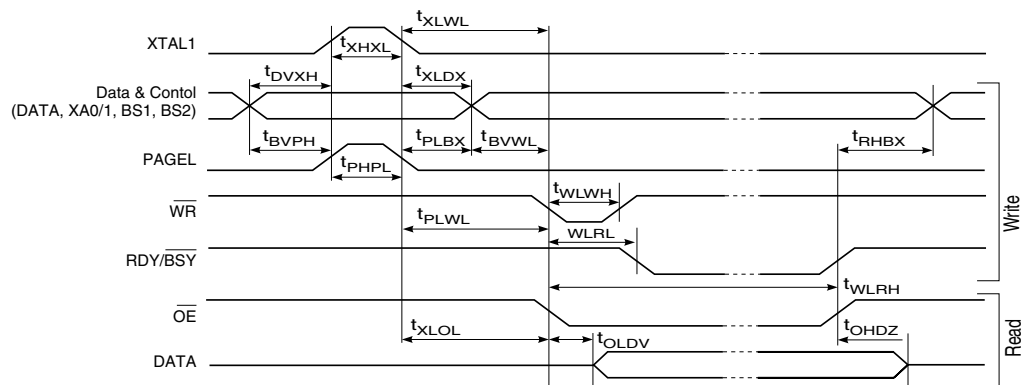 tXLWL
XTAL1
tXHXL
tDVXH
tXLDX
Data & Contol
(DATA, XA0/1, BS1, BS2)
tBVPH
tPLBX
tBVWL
tRHBX
PAGEL
tPHPL
tWLWH
WR
tPLWL
WLRL
RDY/BSY
Write
tWLRH
OE
tXLOL
tOHDZ
tOLDV
DATA
Read